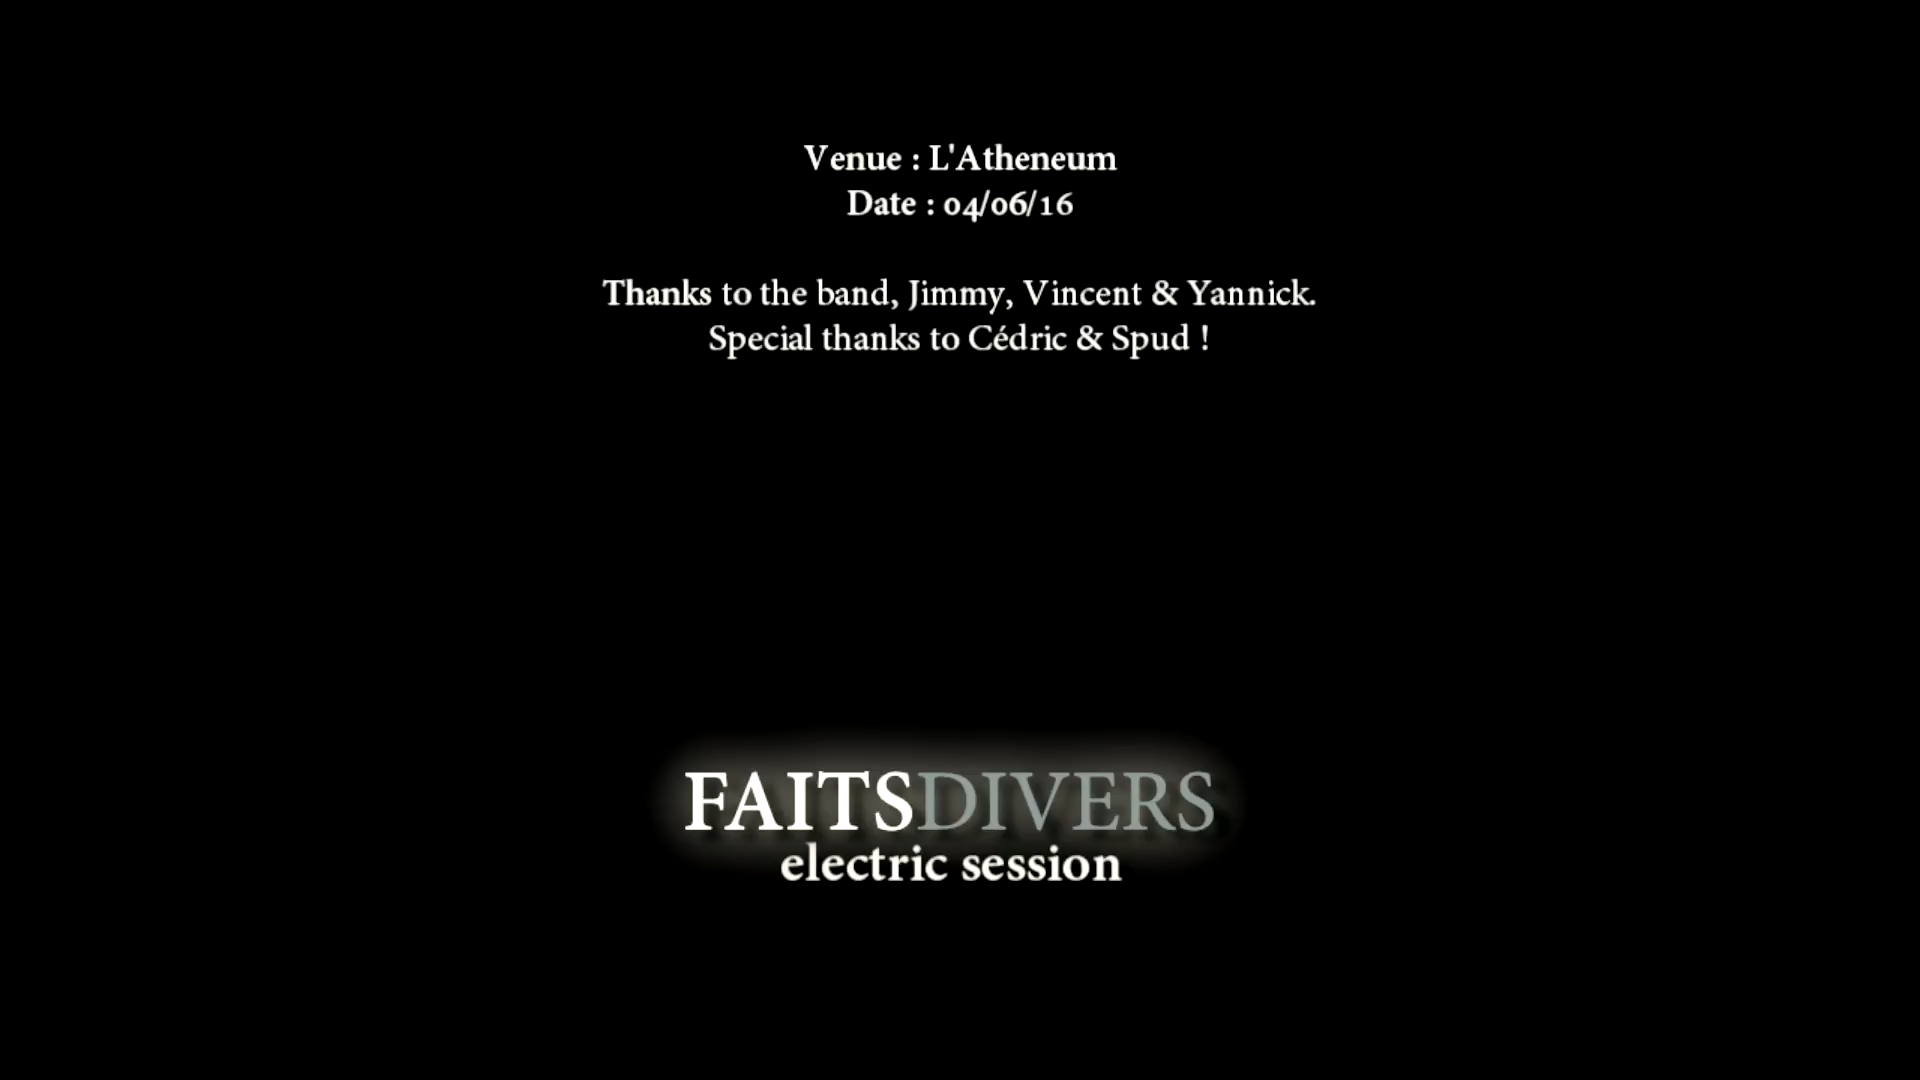 Venue : L'Atheneum
Date : 04/06/16
Thanks to the band, Jimmy, Vincent & Yannick.
Special thanks to Cédric & Spud !
FAITSDIVERS
electric session